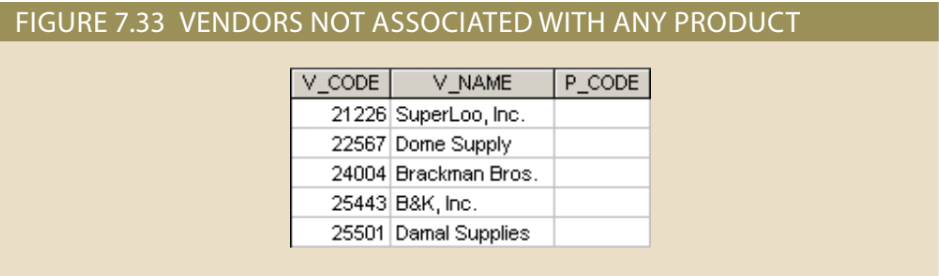 FIGURE 7.33 VENDORS NOT ASSOCIATED WITH ANY PRODUCT
V_CODE V_NAME P_CODE
21226 SuperLoo, Inc.
22567 Dome Supply
24004 Brackman Bros.
25443 B&K, Inc.
25501 Damal Supplies